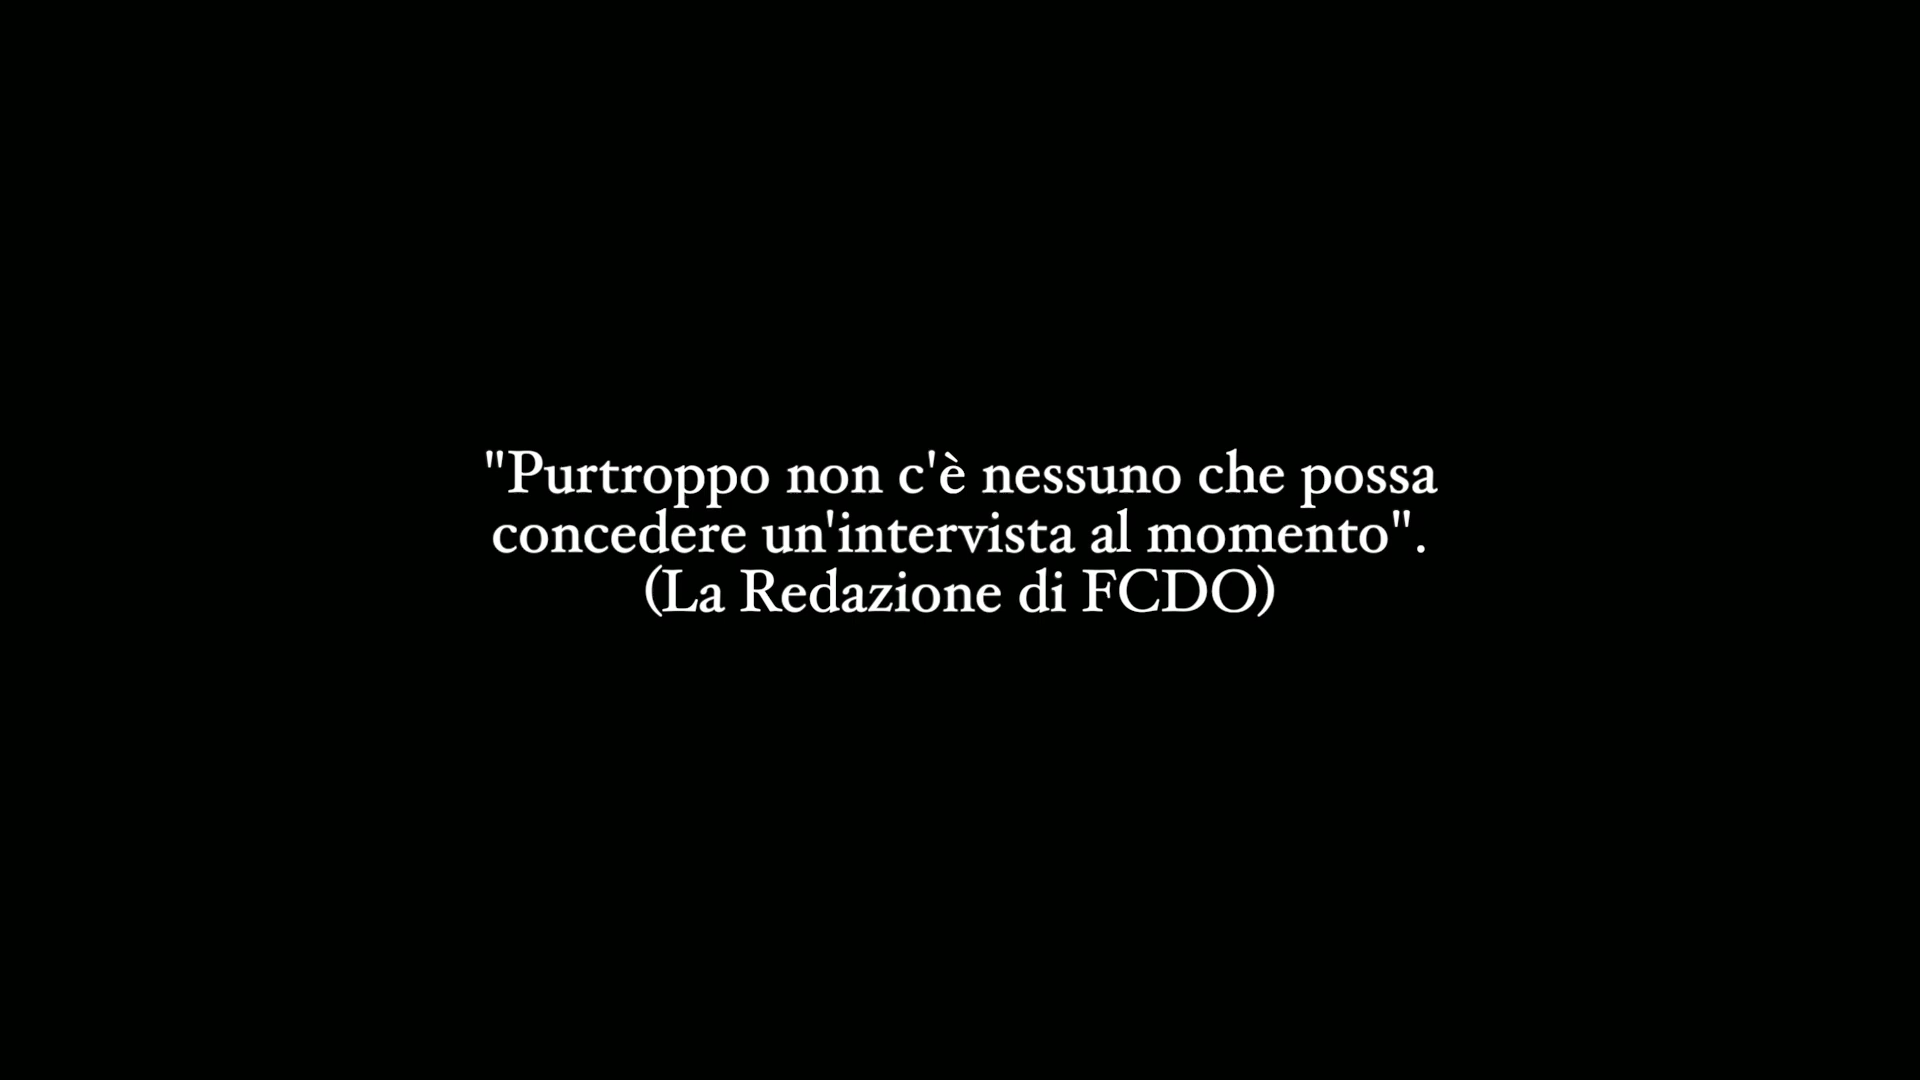 "Purtroppo non c'è nessuno che possa
concedere un'intervista al momento".
(La Redazione di FCDO)